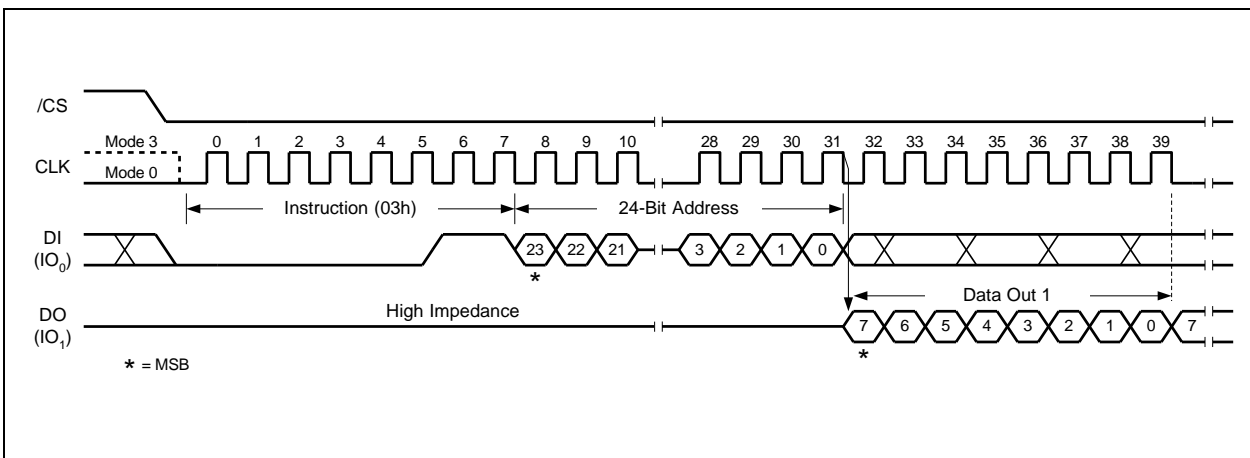 /CS
Mode 3
0 1 2 3 4 5 6 7 8 9 10 28 29 30 31 32 33 34 35 36 37 38 39
CLK
Mode 0
Instruction (03h) 24-Bit Address
DI
(IO0)
23 22 21 3 2 1 0
*
High Impedance
Data Out 1
DO
(IO1)
7 6 5 4 3 2 1 0 7
*
* = MSB